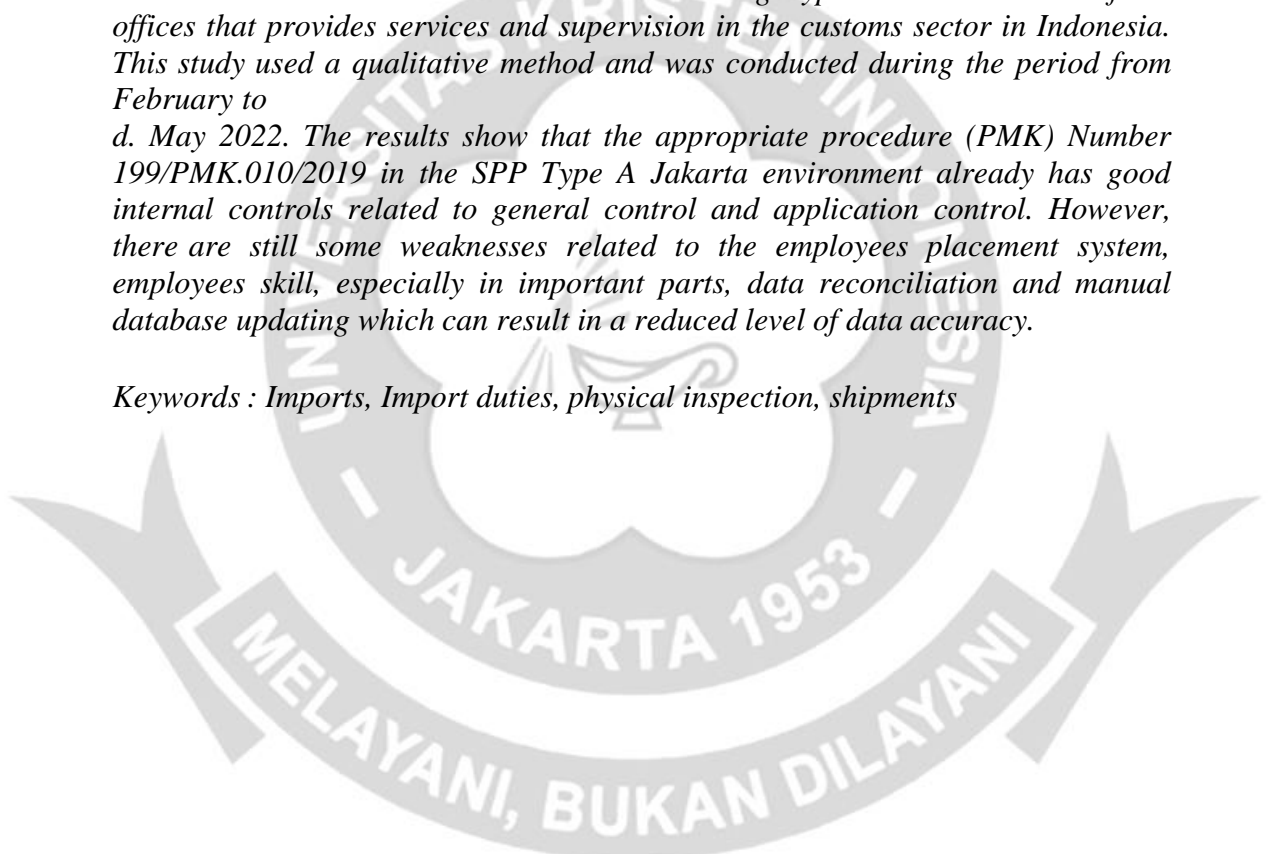 offices that provides services and supervision in the customs sector in Indonesia.
This study used a qualitative method and was conducted during the period from
February to
d. May 2022. The results show that the appropriate procedure (PMK) Number
199/PMK.010/2019 in the SPP Type A Jakarta environment already has good
internal controls related to general control and application control. However,
there are still some weaknesses related to the employees placement system,
employees skill, especially in important parts, data reconciliation and manual
database updating which can result in a reduced level of data accuracy.
Keywords : Imports, Import duties, physical inspection, shipments
UNIVERSITAS KRISTEN INDONESIA
JAKARTA 1953
MELAYANI, BUKAN DILAYANI